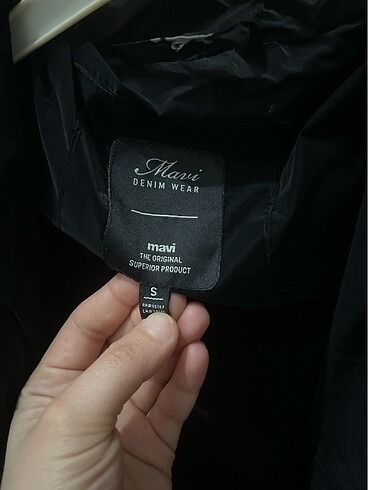 Mavi
DENIM WEAR
mavi
THE ORIGINAL
SUPERIOR PRODUCT
S